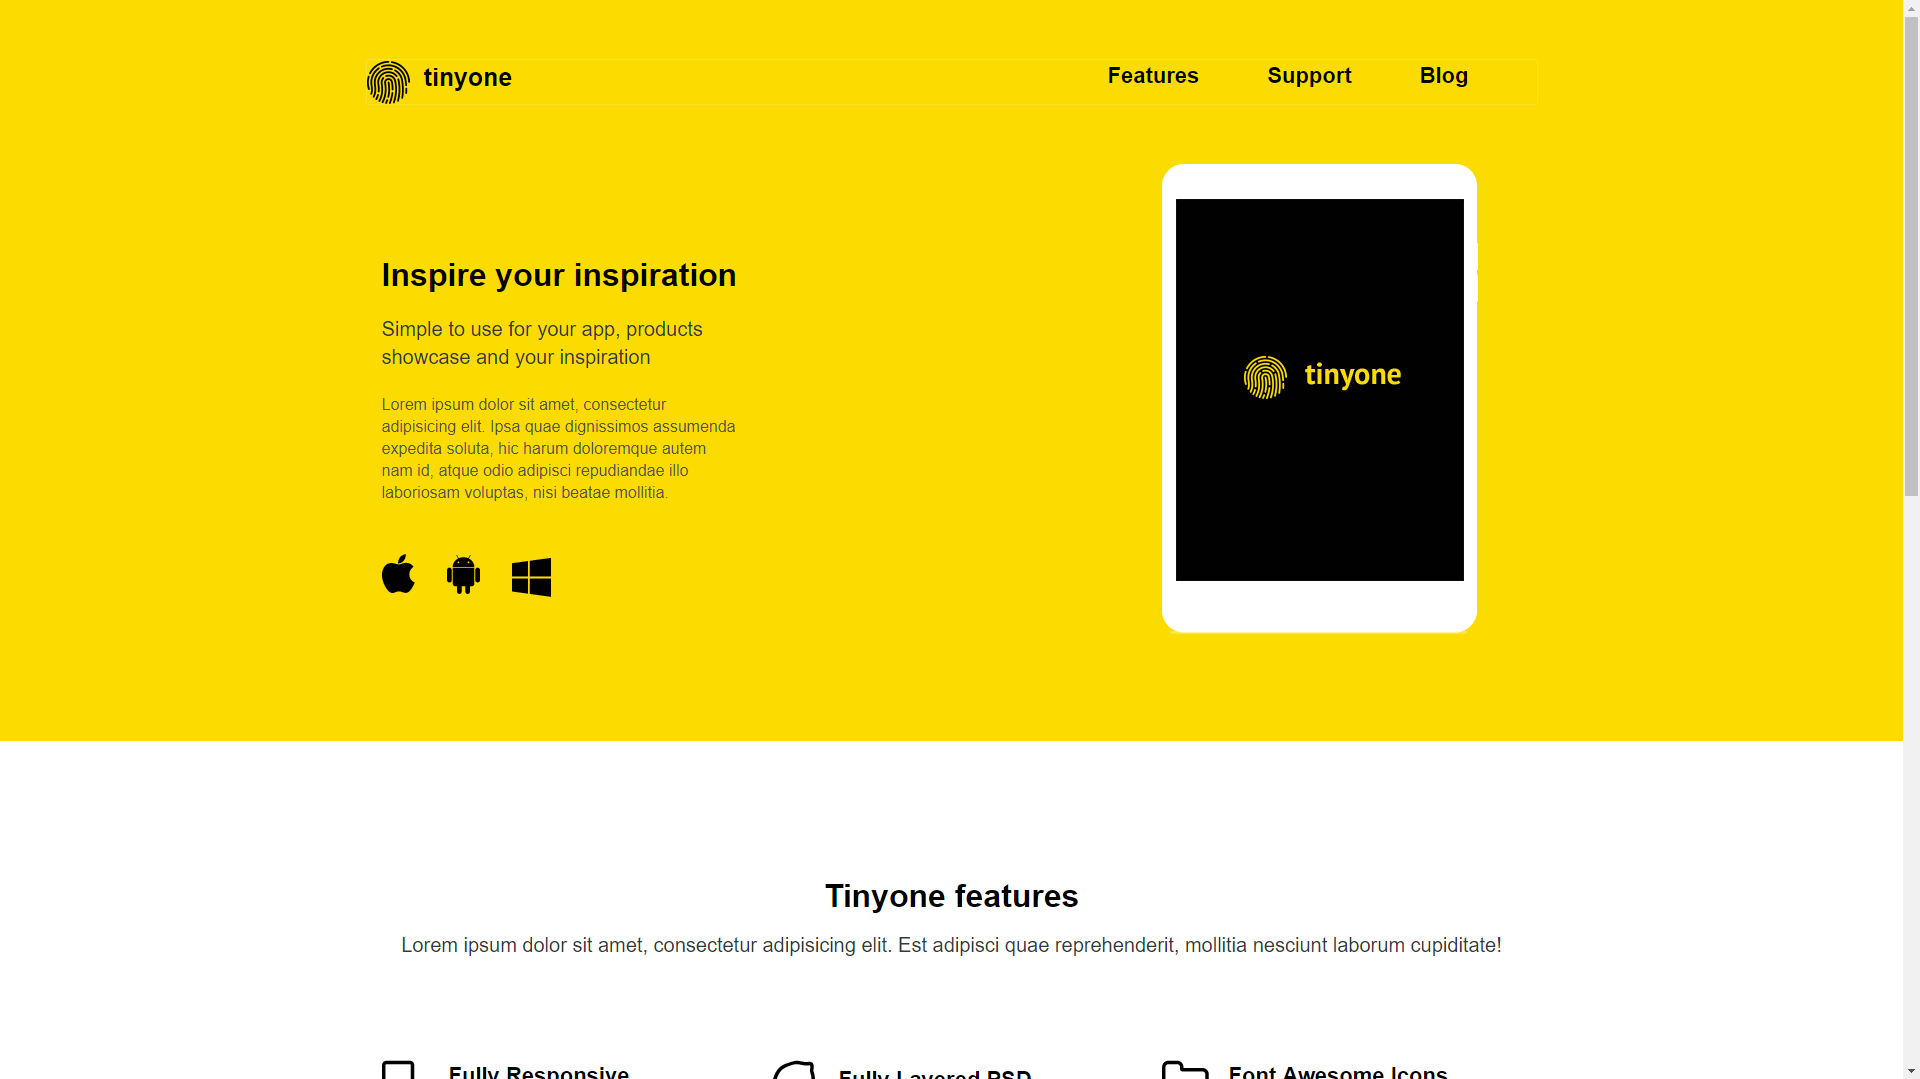 tinyone
Features
Support
Blog
Inspire your inspiration
Simple to use for your app, products
showcase and your inspiration
Lorem ipsum dolor sit amet, consectetur
adipisicing elit. Ipsa quae dignissimos assumenda
expedita soluta, hic harum doloremque autem
nam id, atque odio adipisci repudiandae illo
laboriosam voluptas, nisi beatae mollitia.
tinyone
Tinyone features
Lorem ipsum dolor sit amet, consectetur adipisicing elit. Est adipisci quae reprehenderit, mollitia nesciunt laborum cupiditate!
Fully Responsive
Fully Layered PSD
Font Awesome Icons